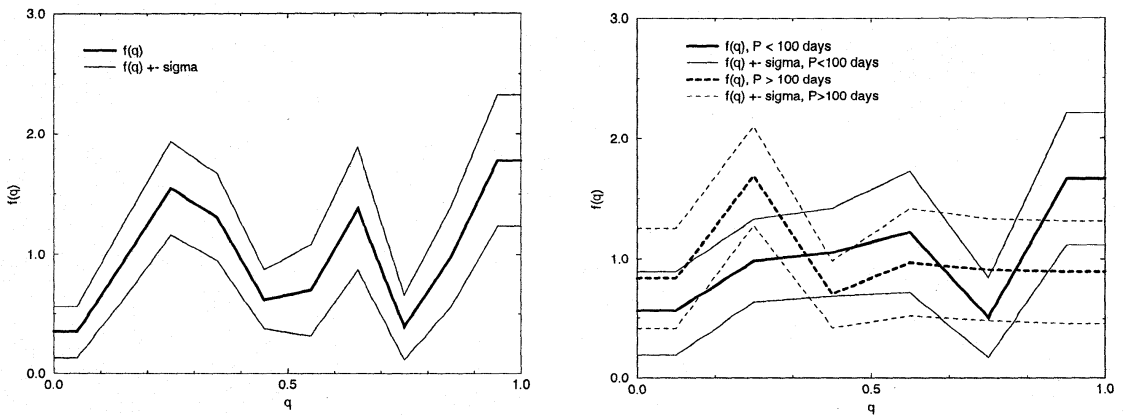 3.0
f(q)
f(q) +- sigma
2.0
f(q)
1.0
0.0
0.0
0.5
1.0
q
3.0
f(q), P < 100 days
f(q) +- sigma, P<100 days
f(q), P > 100 days
f(q) +- sigma, P>100 days
2.0
f(q)
1.0
0.0
0.0
0.5
1.0
q